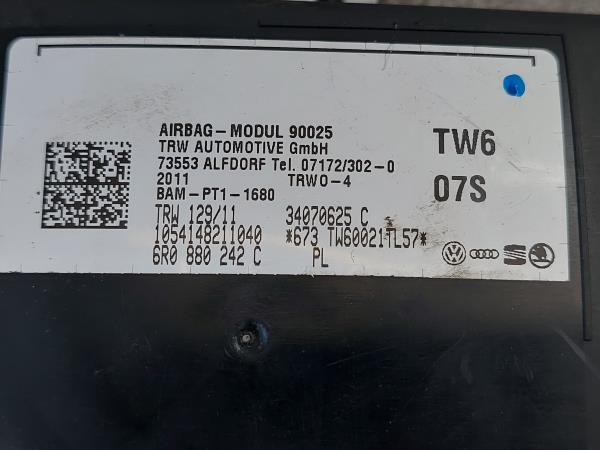 AIRBAG-MODUL 90025
TRW AUTOMOTIVE GmbH
73553 ALFDORF Tel. 07172/302-0
2011 TRWO-4
BAM-PT1-1680
TRW 129/11 34070625 C
1054148211040 *673 TW60021TL57*
6R0 880 242 C PL
TW6
07S